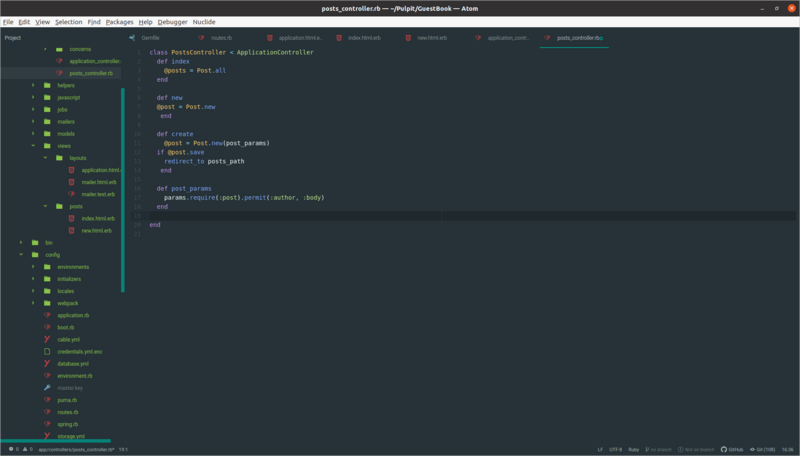 posts_controller.rb — ~/Pulpit/GuestBook — Atom
File Edit View Selection Find Packages Help Debugger Nuclide
Project
Gemfile routes.rb application.html.e... index.html.erb new.html.erb application_contr... posts_controller.rb
concerns
application_controller.
posts_controller.rb
helpers
javascript
jobs
mailers
models
views
layouts
application.html.e
mailer.html.erb
mailer.text.erb
posts
index.html.erb
new.html.erb
bin
config
environments
initializers
locales
webpack
application.rb
boot.rb
cable.yml
credentials.yml.enc
database.yml
environment.rb
master.key
puma.rb
routes.rb
spring.rb
storage.yml
1 class PostsController < ApplicationController
2 def index
3 @posts = Post.all
4 end
5
6 def new
7 @post = Post.new
8 end
9
10 def create
11 @post = Post.new(post_params)
12 if @post.save
13 redirect_to posts_path
14 end
15
16 def post_params
17 params.require(:post).permit(:author, :body)
18 end
19
20 end
21
0 0 app/controllers/posts_controller.rb* 19:1 LF UTF-8 Ruby no branch Not on branch GitHub Git (108)